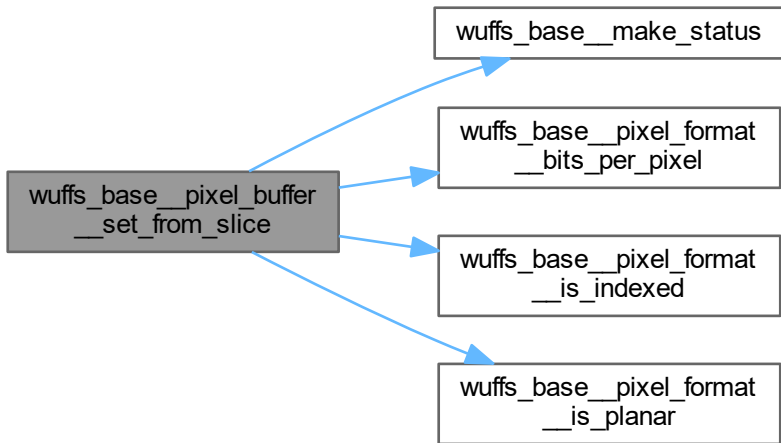 wuffs_base__make_status
wuffs_base__pixel_format
__bits_per_pixel
wuffs_base__pixel_buffer
__set_from_slice
wuffs_base__pixel_format
__is_indexed
wuffs_base__pixel_format
__is_planar